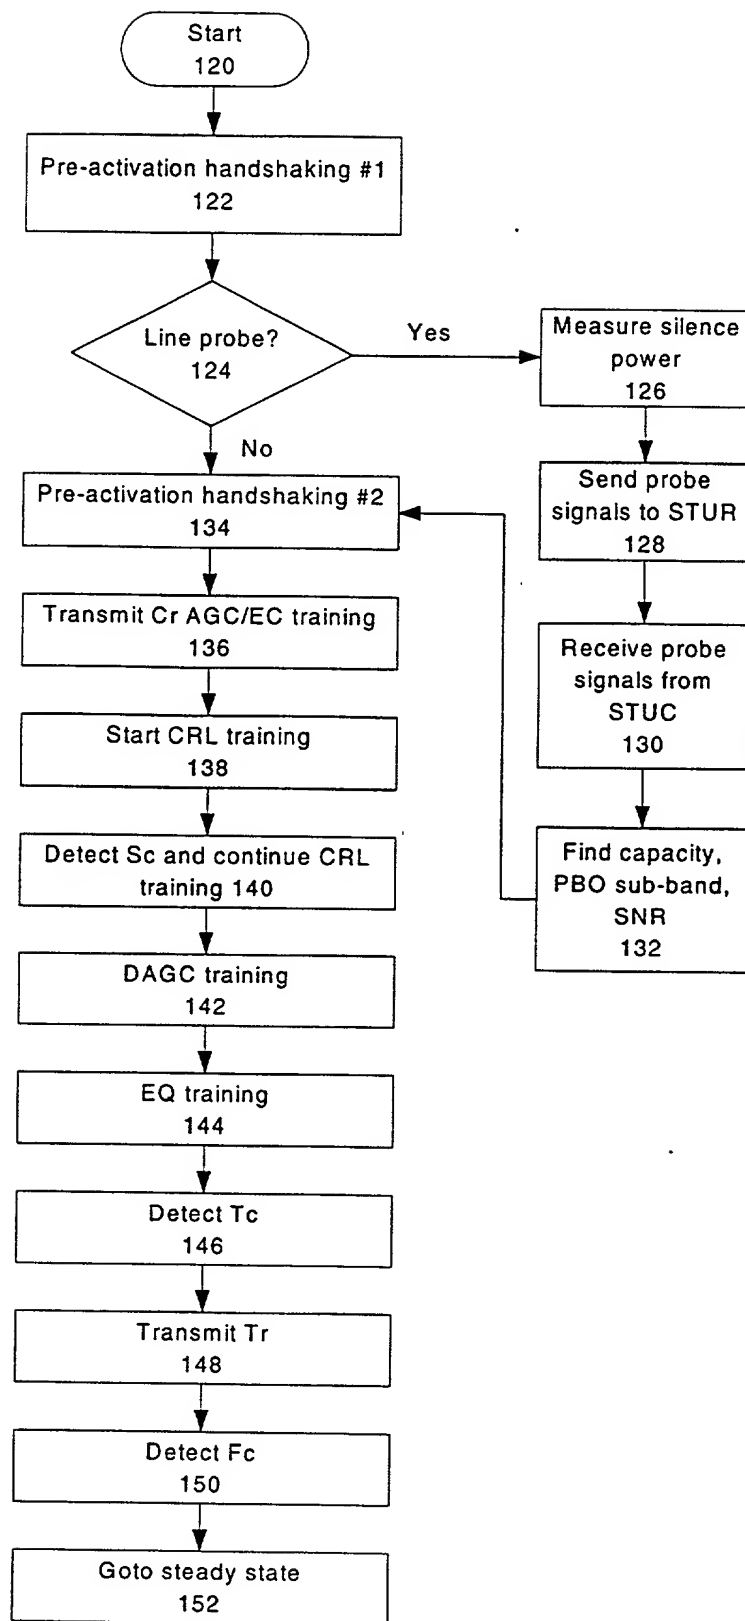 Start
120
Pre-activation handshaking #1
122
Line probe?
124
Yes
No
Measure silence
power
126
Send probe
signals to STUR
128
Receive probe
signals from
STUC
130
Find capacity,
PBO sub-band,
SNR
132
Pre-activation handshaking #2
134
Transmit Cr AGC/EC training
136
Start CRL training
138
Detect Sc and continue CRL
training 140
DAGC training
142
EQ training
144
Detect Tc
146
Transmit Tr
148
Detect Fc
150
Goto steady state
152